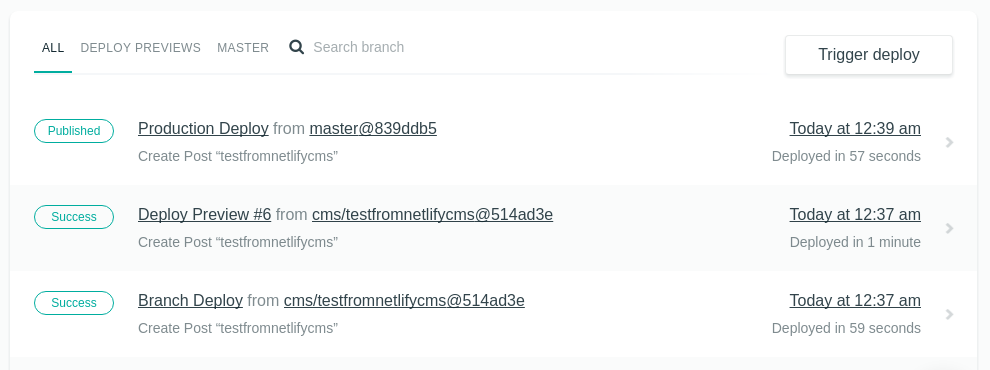 ALL DEPLOY PREVIEWS MASTER Search branch Trigger deploy
Published Production Deploy from master@839ddb5 Today at 12:39 am
Create Post “testfromnetlifycms” Deployed in 57 seconds
Success Deploy Preview #6 from cms/testfromnetlifycms@514ad3e Today at 12:37 am
Create Post “testfromnetlifycms” Deployed in 1 minute
Success Branch Deploy from cms/testfromnetlifycms@514ad3e Today at 12:37 am
Create Post “testfromnetlifycms” Deployed in 59 seconds